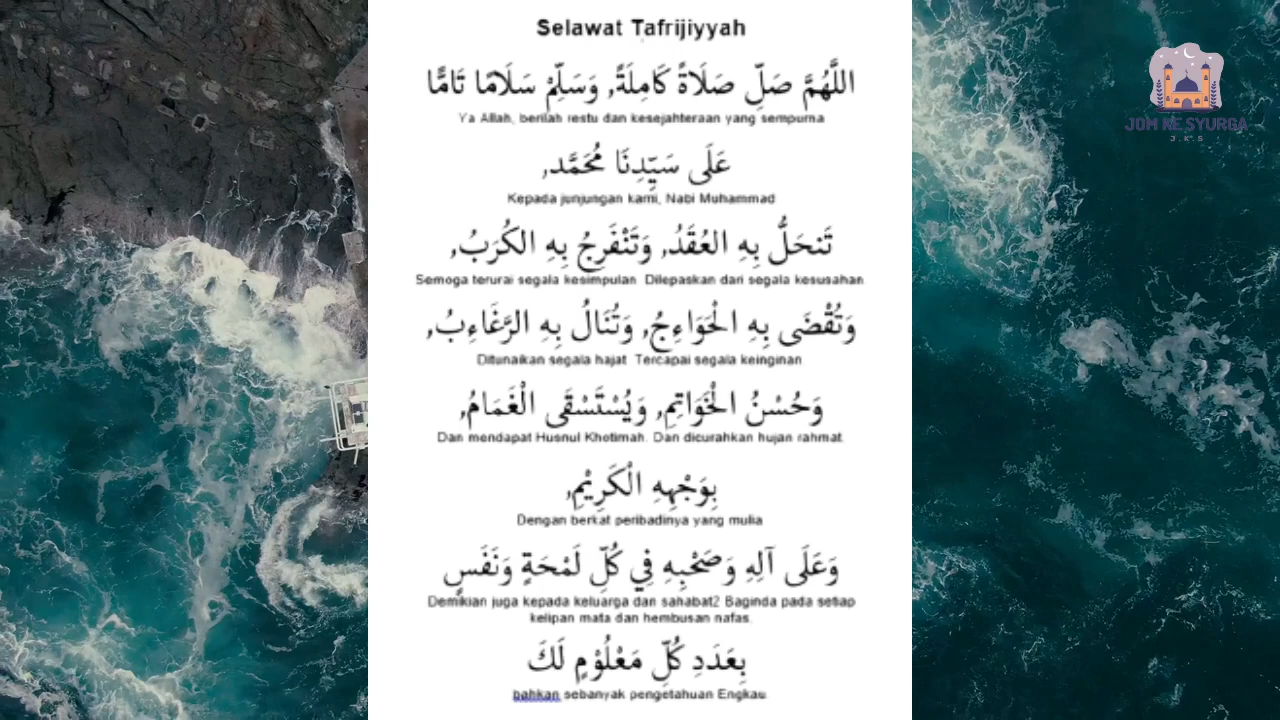 Selawat Tafrijiyyah
اللَّهُمَّ صَلِّ صَلَاةً كَامِلَةً, وَسَلِّمْ سَلَامًا تَامًّا
Ya Allah, berilah restu dan kesejahteraan yang sempurna
عَلَى سَيِّدِنَا مُحَمَّد,
Kepada junjungan kami, Nabi Muhammad
تَنحَلُّ بِهِ العُقَدُ, وَتَنْفَرِجُ بِهِ الكُرَبُ,
Semoga terurai segala kesimpulan Dilepaskan dari segala kesusahan
وَتُقْضَى بِهِ الْحَوَاءِجُ, وَتُنَالُ بِهِ الرَّغَاءِبُ,
Ditunaikan segala hajat Tercapai segala keinginan
وَحُسْنُ الْخَوَاتِمِ, وَيُسْتَسْقَى الْغَمَامُ,
Dan mendapat Husnul Khotimah. Dan dicurahkan hujan rahmat
بِوَجْهِهِ الْكَرِيْمِ,
Dengan berkat peribadinya yang mulia
وَعَلَى آلِهِ وَصَحْبِهِ فِي كُلِّ لَمْحَةٍ وَنَفَسٍ
Demikian juga kepada keluarga dan sahabat2 Baginda pada setiap
kelipan mata dan hembusan nafas.
بِعَدَدِ كُلِّ مَعْلُوْمٍ لَكَ
bahkan sebanyak pengetahuan Engkau
JOM KE SYURGA
J.K.S